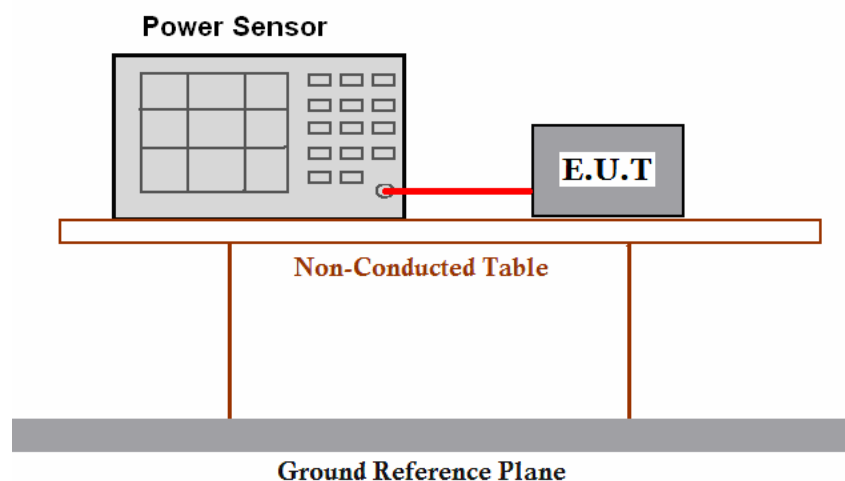 Power Sensor
E.U.T
Non-Conducted Table
Ground Reference Plane